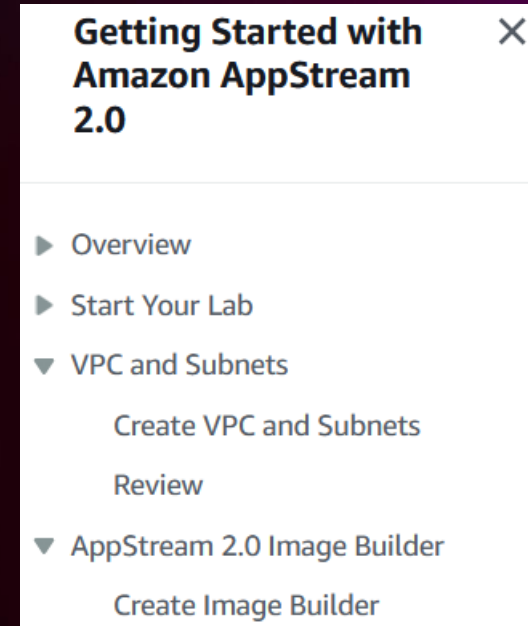 Getting Started with
Amazon AppStream
2.0
Overview
Start Your Lab
VPC and Subnets
Create VPC and Subnets
Review
AppStream 2.0 Image Builder
Create Image Builder